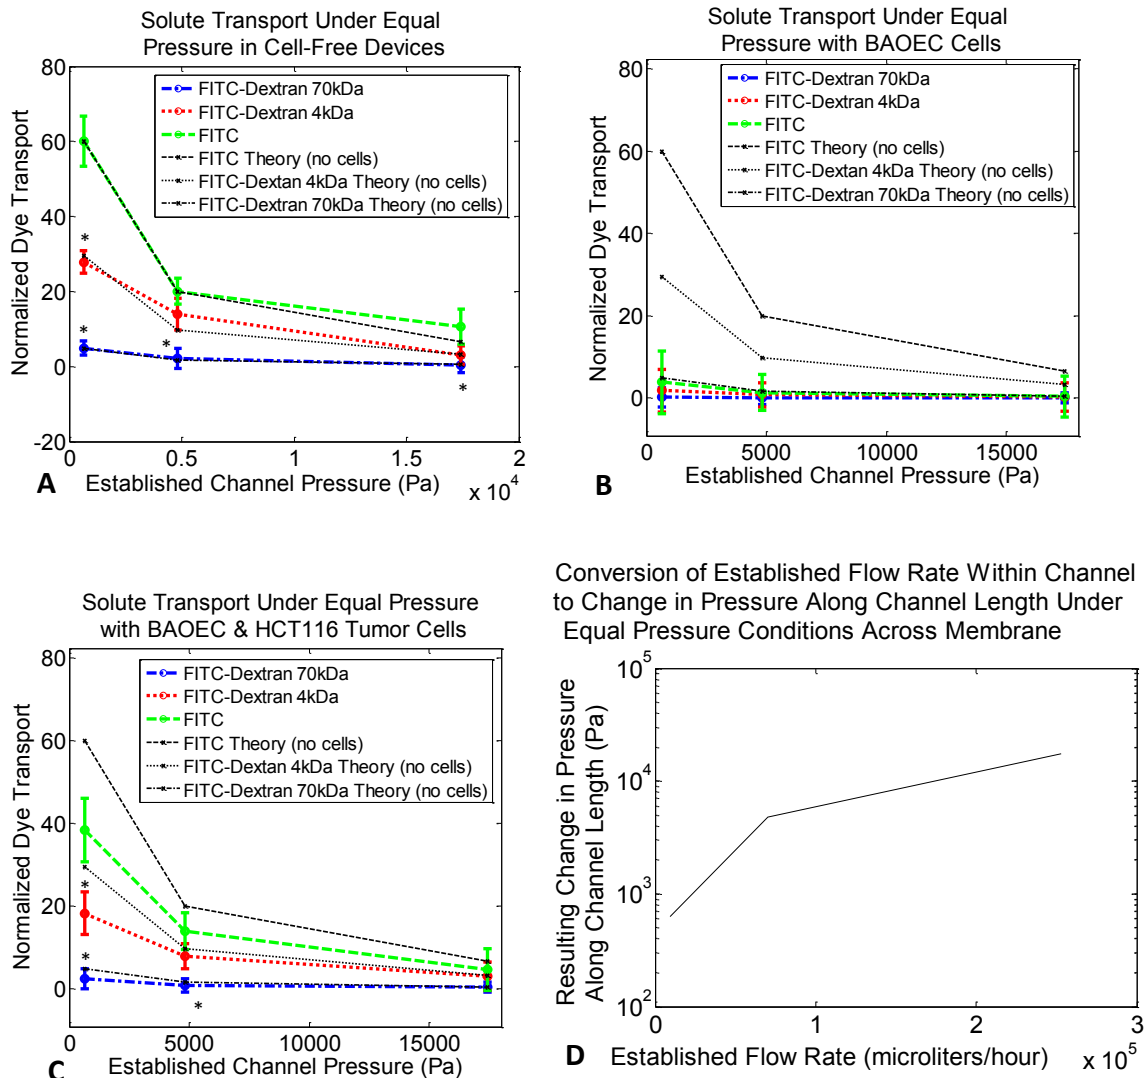 Solute Transport Under Equal
Pressure in Cell-Free Devices
80
60
40
20
0
-20
Normalized Dye Transport
FITC-Dextran 70kDa
FITC-Dextran 4kDa
FITC
FITC Theory (no cells)
FITC-Dextan 4kDa Theory (no cells)
FITC-Dextran 70kDa Theory (no cells)
*
*
*
*
0 0.5 1 1.5 2
x 10^4
Established Channel Pressure (Pa)
A
Solute Transport Under Equal
Pressure with BAOEC Cells
80
60
40
20
0
Normalized Dye Transport
FITC-Dextran 70kDa
FITC-Dextran 4kDa
FITC
FITC Theory (no cells)
FITC-Dextan 4kDa Theory (no cells)
FITC-Dextran 70kDa Theory (no cells)
0 5000 10000 15000
Established Channel Pressure (Pa)
B
Solute Transport Under Equal Pressure
with BAOEC & HCT116 Tumor Cells
80
60
40
20
0
Normalized Dye Transport
FITC-Dextran 70kDa
FITC-Dextran 4kDa
FITC
FITC Theory (no cells)
FITC-Dextan 4kDa Theory (no cells)
FITC-Dextran 70kDa Theory (no cells)
*
*
*
0 5000 10000 15000
Established Channel Pressure (Pa)
C
Conversion of Established Flow Rate Within Channel
to Change in Pressure Along Channel Length Under
Equal Pressure Conditions Across Membrane
10^5
10^4
10^3
10^2
Resulting Change in Pressure
Along Channel Length (Pa)
0 1 2 3
x 10^5
Established Flow Rate (microliters/hour)
D